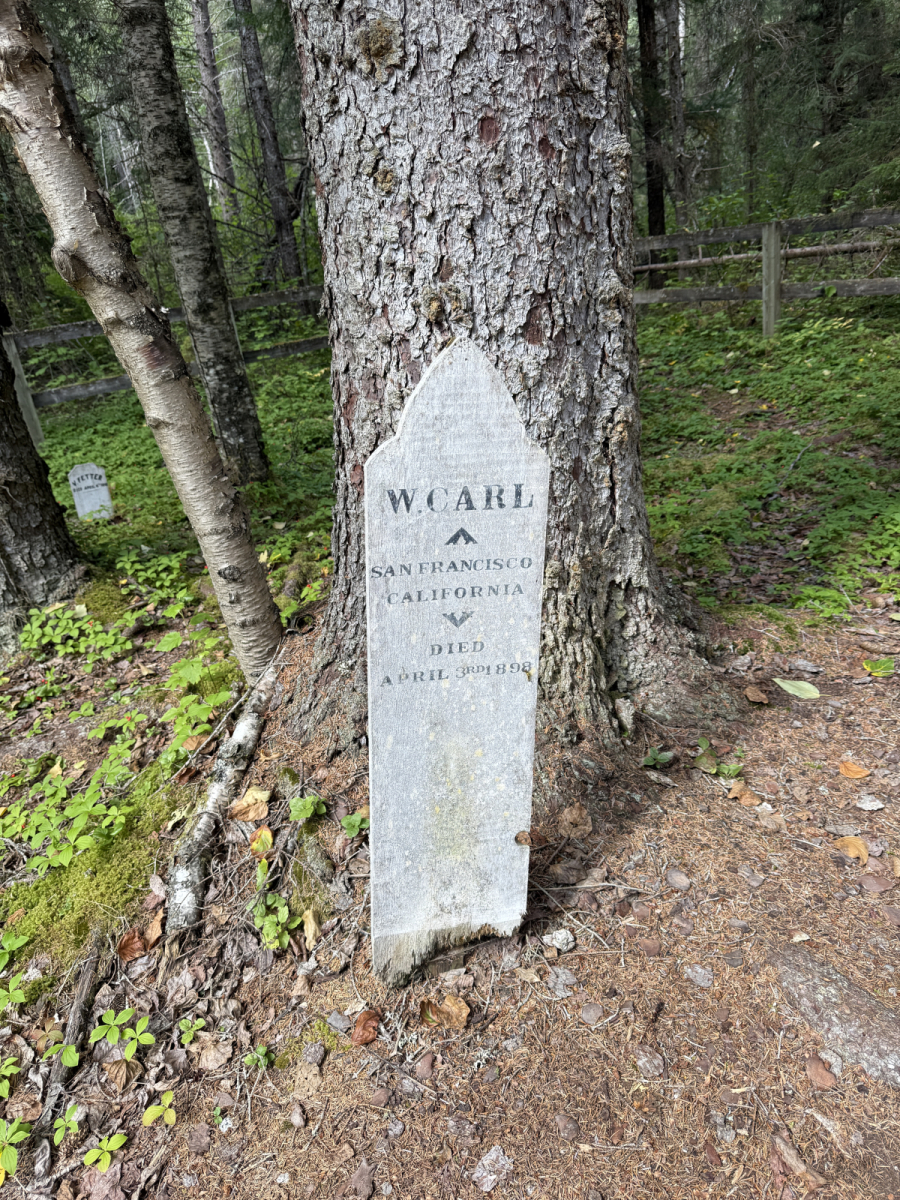 W. CARL
SAN FRANCISCO
CALIFORNIA
DIED
APRIL 3RD 1898